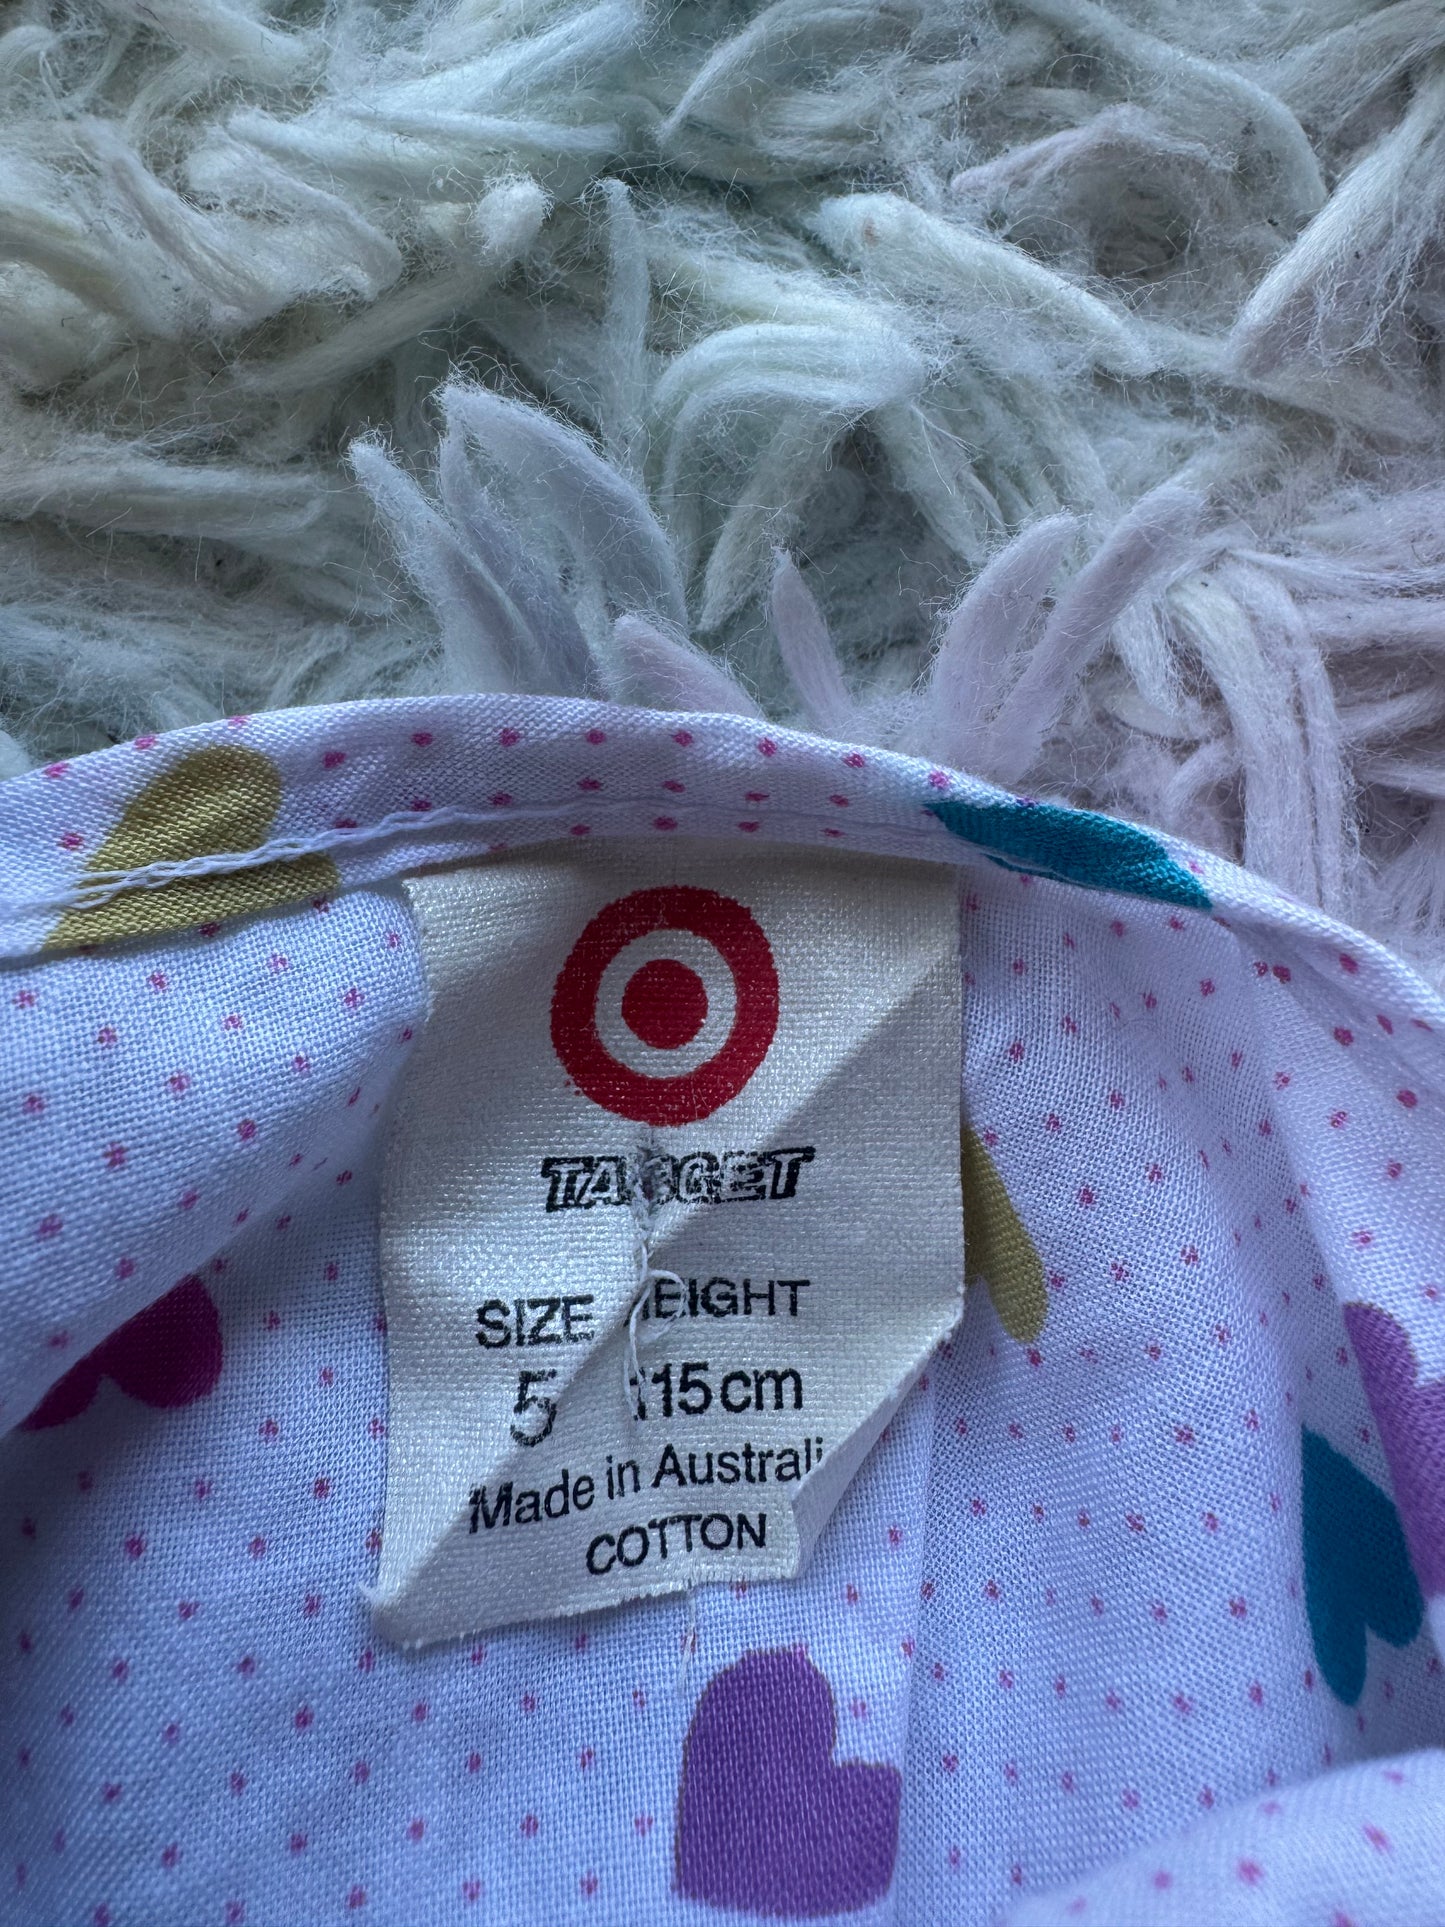 TARGET
SIZE HEIGHT
5 115cm
Made in Australi
COTTON